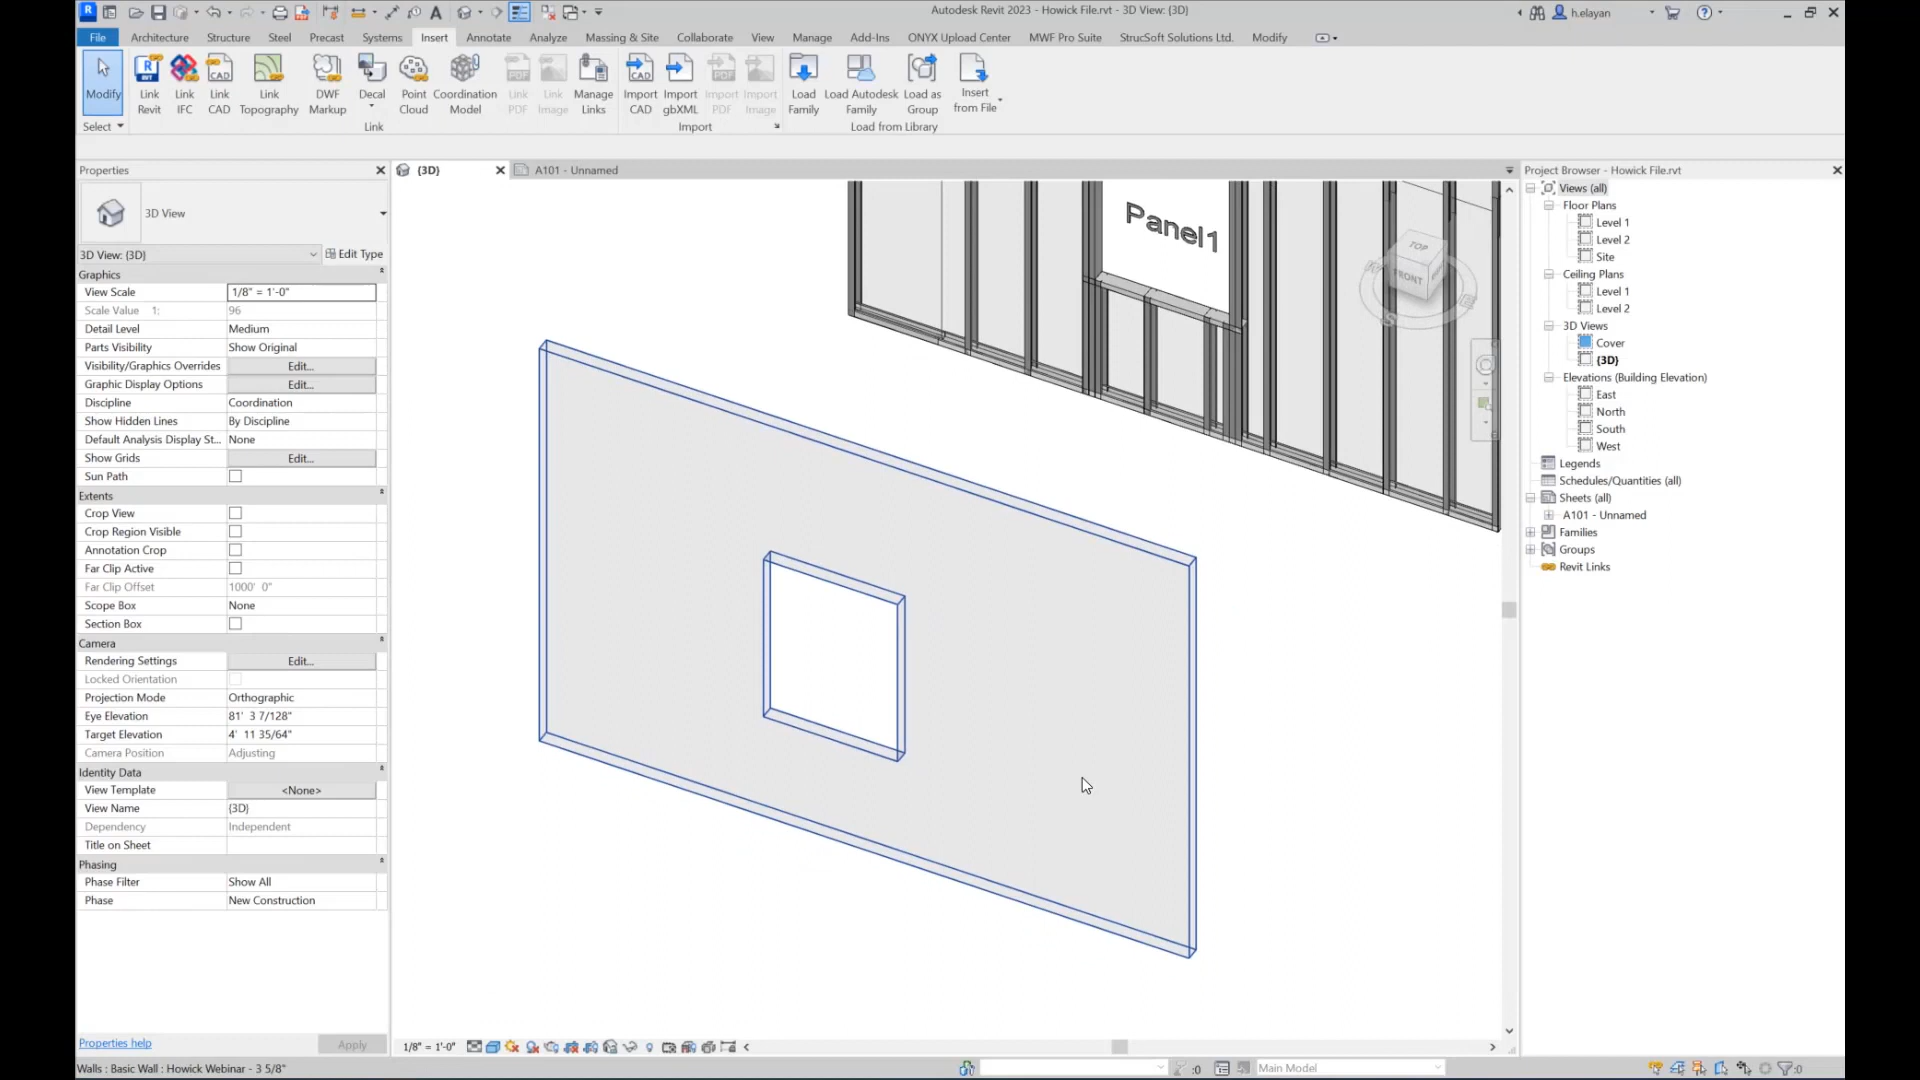 Autodesk Revit 2023 - Howick File.rvt - 3D View: {3D}
h.elayan
File Architecture Structure Steel Precast Systems Insert Annotate Analyze Massing & Site Collaborate View Manage Add-Ins ONYX Upload Center MWF Pro Suite StrucSoft Solutions Ltd. Modify
Modify
Link Revit
Link IFC
Link CAD
Link Topography
DWF Markup
Decal
Point Cloud
Coordination Model
Link PDF
Link Image
Manage Links
Import CAD
Import gbXML
Import PDF
Import Image
Load Family
Load Autodesk Family
Load as Group
Insert from File
Select Link Import Load from Library
Properties
3D View
3D View: {3D} Edit Type
Graphics
View Scale 1/8" = 1'-0"
Scale Value 1: 96
Detail Level Medium
Parts Visibility Show Original
Visibility/Graphics Overrides Edit...
Graphic Display Options Edit...
Discipline Coordination
Show Hidden Lines By Discipline
Default Analysis Display St... None
Show Grids Edit...
Sun Path
Extents
Crop View
Crop Region Visible
Annotation Crop
Far Clip Active
Far Clip Offset 1000' 0"
Scope Box None
Section Box
Camera
Rendering Settings Edit...
Locked Orientation
Projection Mode Orthographic
Eye Elevation 81' 3 7/128"
Target Elevation 4' 11 35/64"
Camera Position Adjusting
Identity Data
View Template <None>
View Name {3D}
Dependency Independent
Title on Sheet
Phasing
Phase Filter Show All
Phase New Construction
Properties help Apply
{3D} A101 - Unnamed
Panel1
TOP
FRONT
S
E
1/8" = 1'-0"
Project Browser - Howick File.rvt
Views (all)
Floor Plans
Level 1
Level 2
Site
Ceiling Plans
Level 1
Level 2
3D Views
Cover
{3D}
Elevations (Building Elevation)
East
North
South
West
Legends
Schedules/Quantities (all)
Sheets (all)
A101 - Unnamed
Families
Groups
Revit Links
Walls : Basic Wall : Howick Webinar - 3 5/8"
:0
Main Model
:0